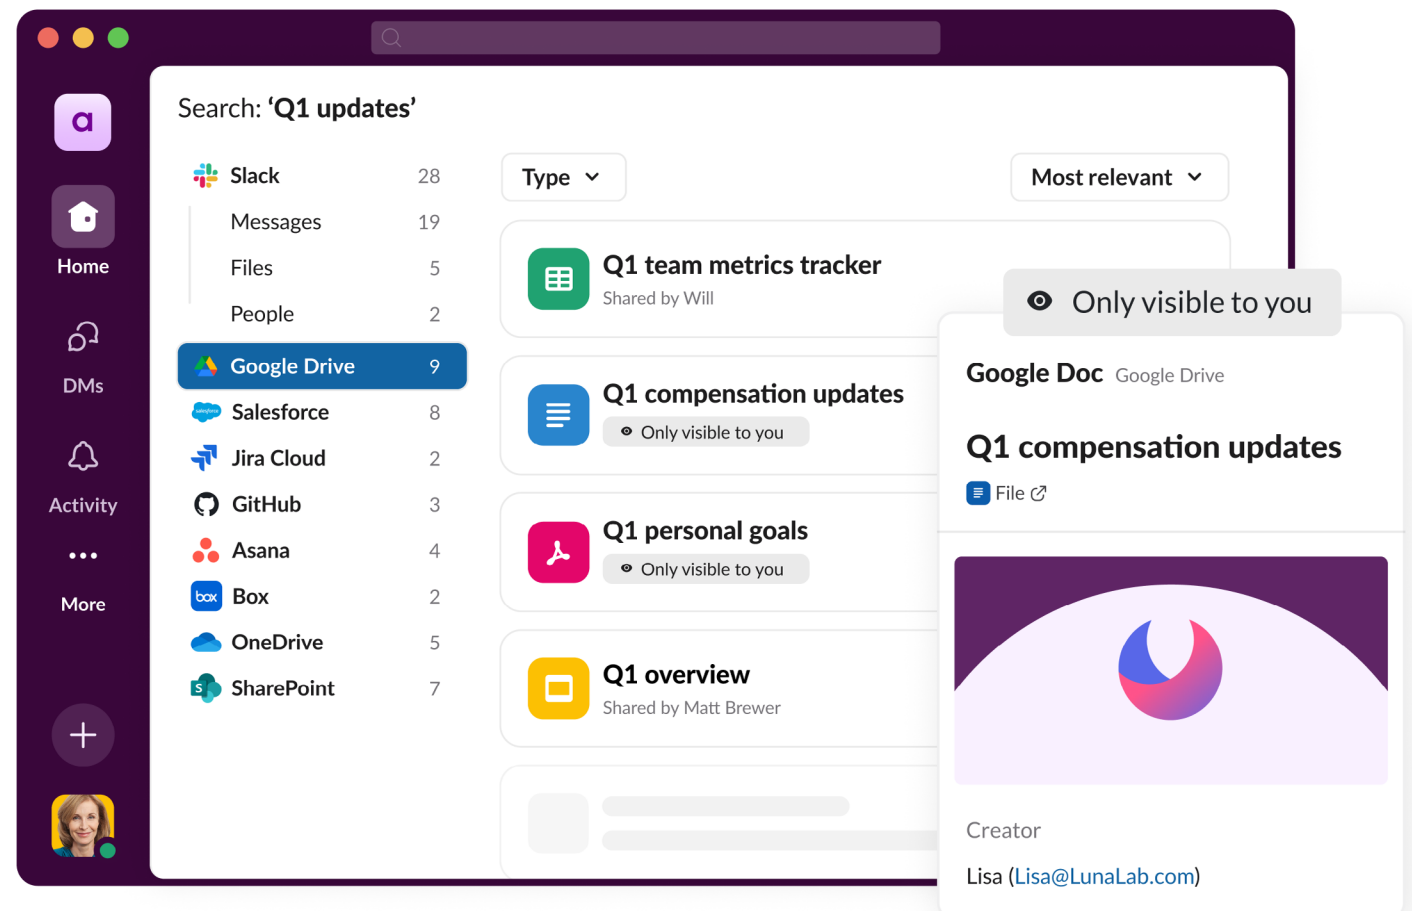 a
Home
DMs
Activity
More
Search: ‘Q1 updates’
Slack 28
Messages 19
Files 5
People 2
Google Drive 9
salesforce Salesforce 8
Jira Cloud 2
GitHub 3
Asana 4
box Box 2
OneDrive 5
S SharePoint 7
Type
Most relevant
Q1 team metrics tracker
Shared by Will
Q1 compensation updates
Only visible to you
Q1 personal goals
Only visible to you
Q1 overview
Shared by Matt Brewer
Only visible to you
Google Doc Google Drive
Q1 compensation updates
File
Creator
Lisa (Lisa@LunaLab.com)